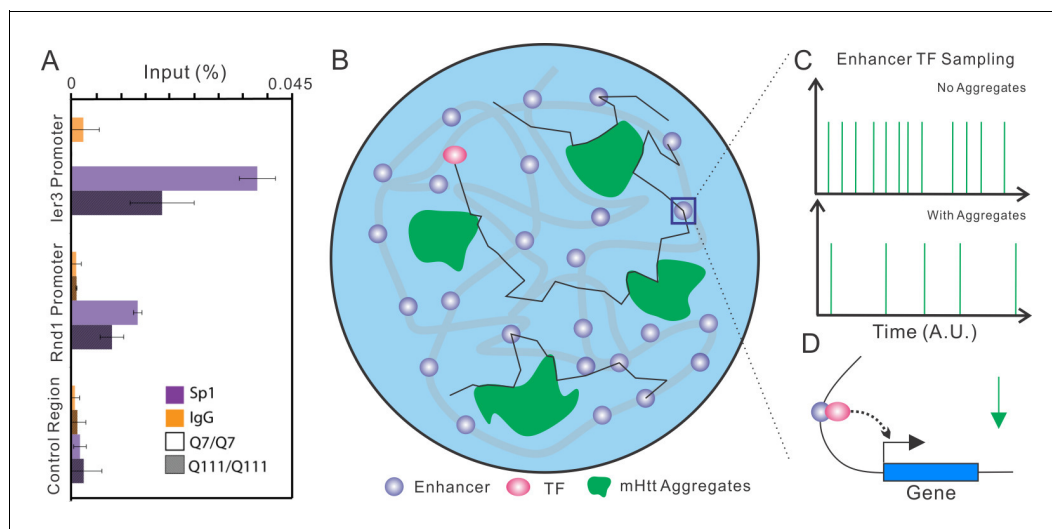 A
Input (%)
0
0.045
Ier3 Promoter
Rnd1 Promoter
Control Region
Sp1
IgG
Q7/Q7
Q111/Q111
B
Enhancer
TF
mHtt Aggregates
C
Enhancer TF Sampling
No Aggregates
With Aggregates
Time (A.U.)
D
Gene